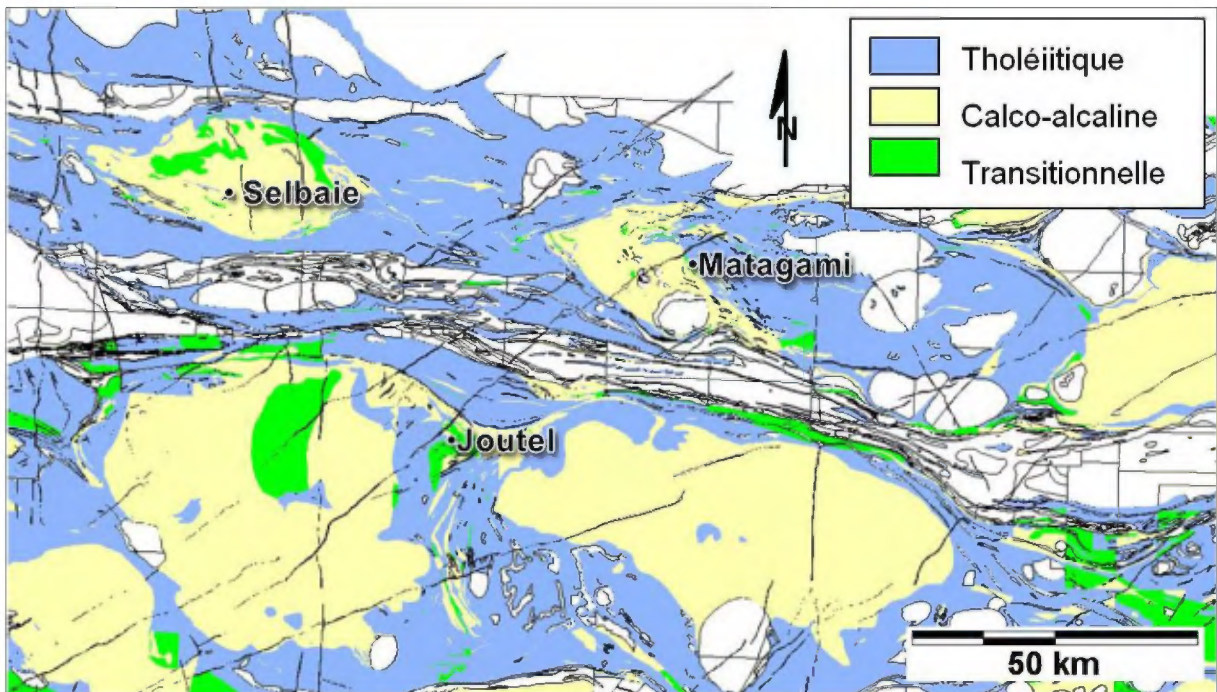 Tholéiitique
Calco-alcaline
N
Transitionnelle
Selbaie
Matagami
Joutel
50 km